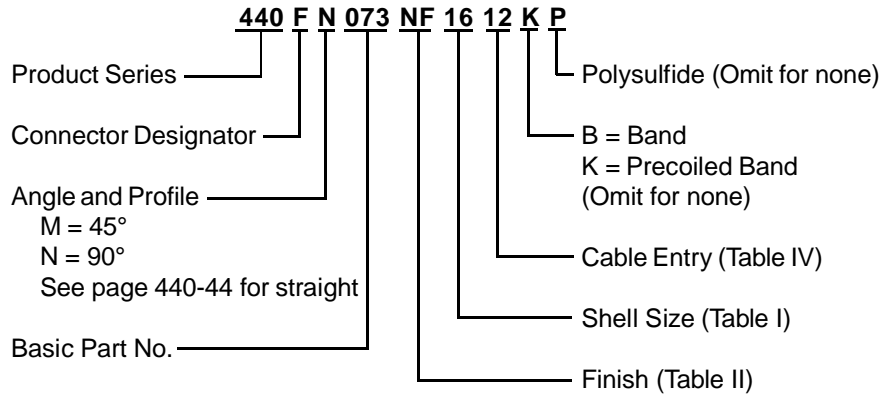 440 F N 073 NF 16 12 K P
Product Series
Connector Designator
Angle and Profile
M = 45°
N = 90°
See page 440-44 for straight
Basic Part No.
Polysulfide (Omit for none)
B = Band
K = Precoiled Band
(Omit for none)
Cable Entry (Table IV)
Shell Size (Table I)
Finish (Table II)